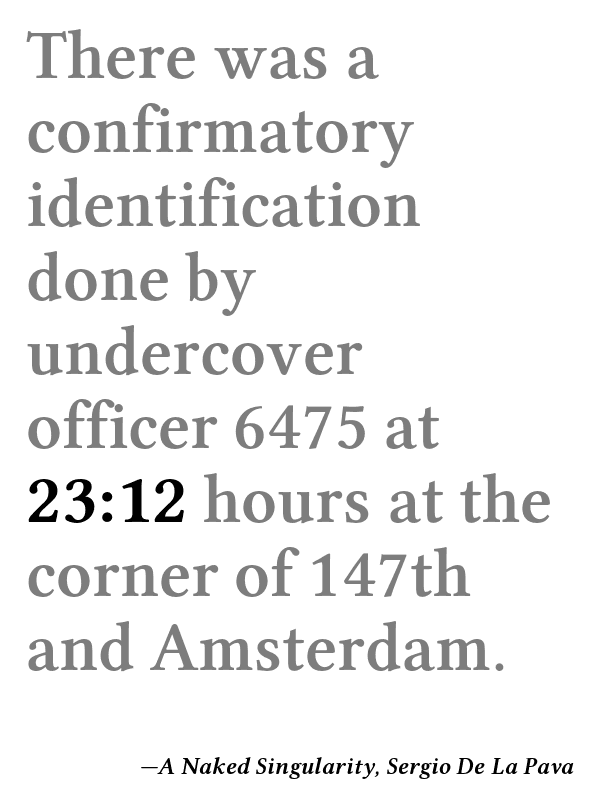 There was a
confirmatory
identification
done by
undercover
officer 6475 at
23:12 hours at the
corner of 147th
and Amsterdam.
—A Naked Singularity, Sergio De La Pava